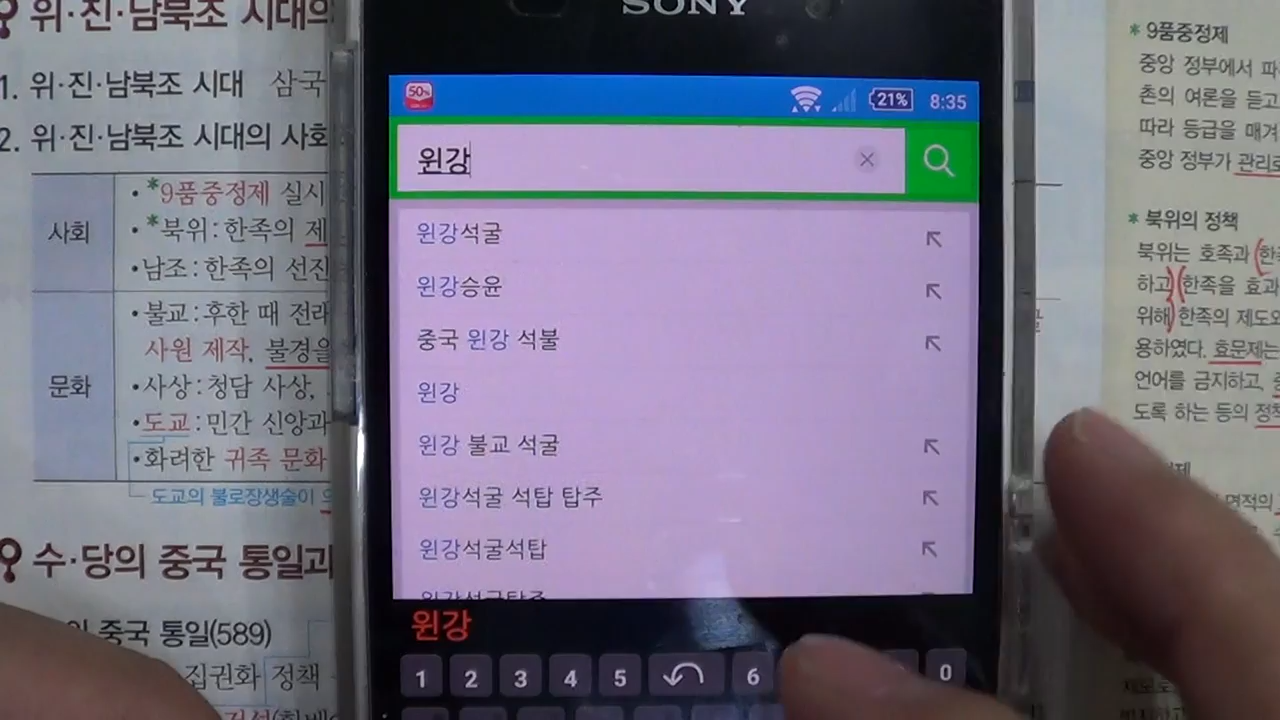 위·진·남북조 시대의
1. 위·진·남북조 시대 삼국
2. 위·진·남북조 시대의 사회
사회
• *9품중정제 실시
• *북위: 한족의 제
• 남조: 한족의 선진
문화
• 불교: 후한 때 전래
사원 제작, 불경을
• 사상: 청담 사상,
• 도교: 민간 신앙과
• 화려한 귀족 문화
도교의 불로장생술이
수·당의 중국 통일과
중국 통일(589)
집권화 정책
SONY
50%
21% 8:35
윈강
윈강석굴
윈강승윤
중국 윈강 석불
윈강
윈강 불교 석굴
윈강석굴 석탑 탑주
윈강석굴석탑
윈강석굴탑주
윈강
1 2 3 4 5 6 0
* 9품중정제
중앙 정부에서 파
촌의 여론을 듣고
따라 등급을 매겨
중앙 정부가 관리로
* 북위의 정책
북위는 호족과 (한족
하고 (한족을 효과
위해 한족의 제도와
용하였다. 효문제는
언어를 금지하고,
도록 하는 등의 정책
면적의